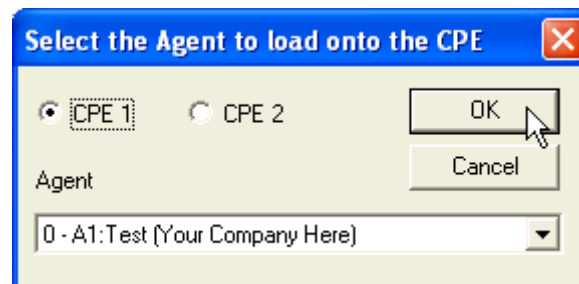 Select the Agent to load onto the CPE
CPE 1 CPE 2 OK
Cancel
Agent
0 - A1:Test (Your Company Here)